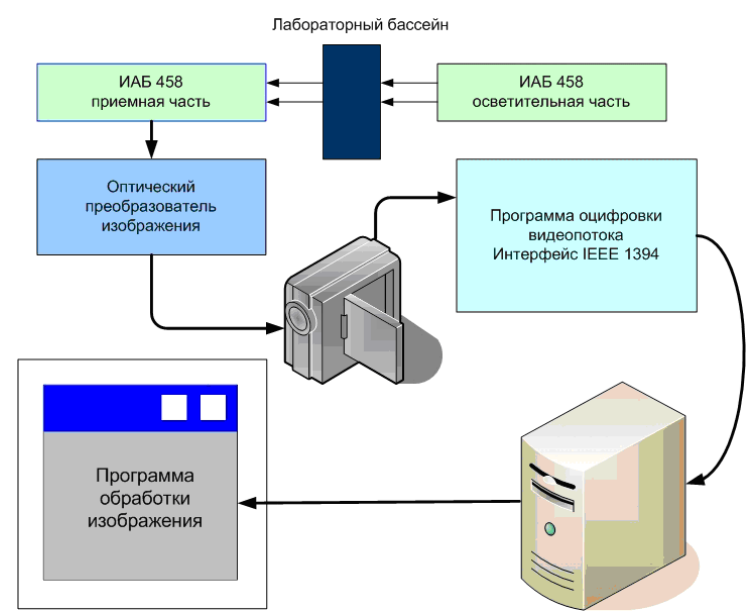 Лабораторный бассейн
ИАБ 458
приемная часть
ИАБ 458
осветительная часть
Оптический
преобразователь
изображения
Программа оцифровки
видеопотока
Интерфейс IEEE 1394
Программа
обработки
изображения